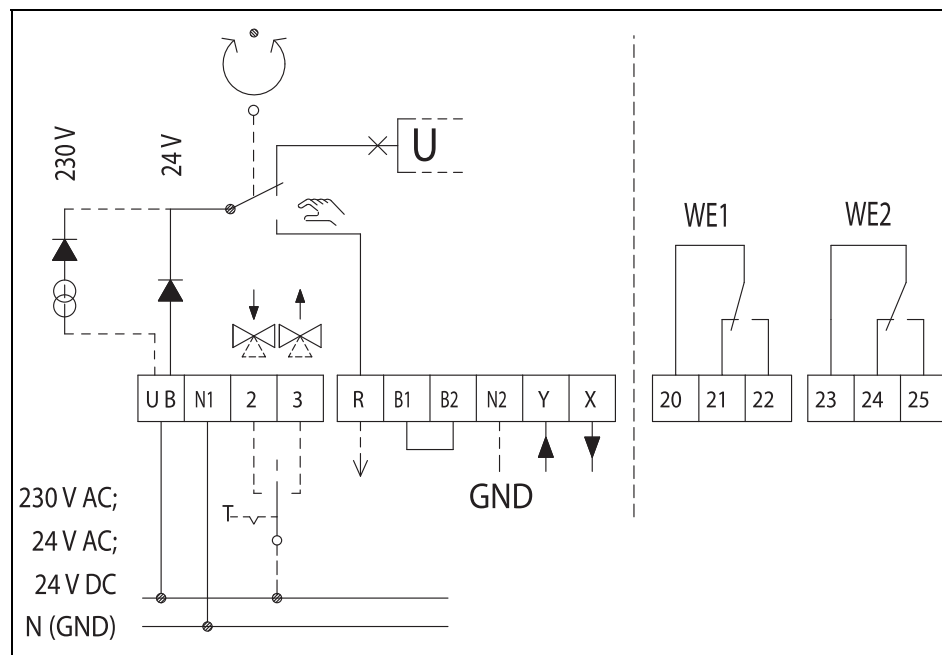 230 V
24 V
U
WE1
WE2
U B N1 2 3 R B1 B2 N2 Y X
20 21 22 23 24 25
GND
T
230 V AC;
24 V AC;
24 V DC
N (GND)